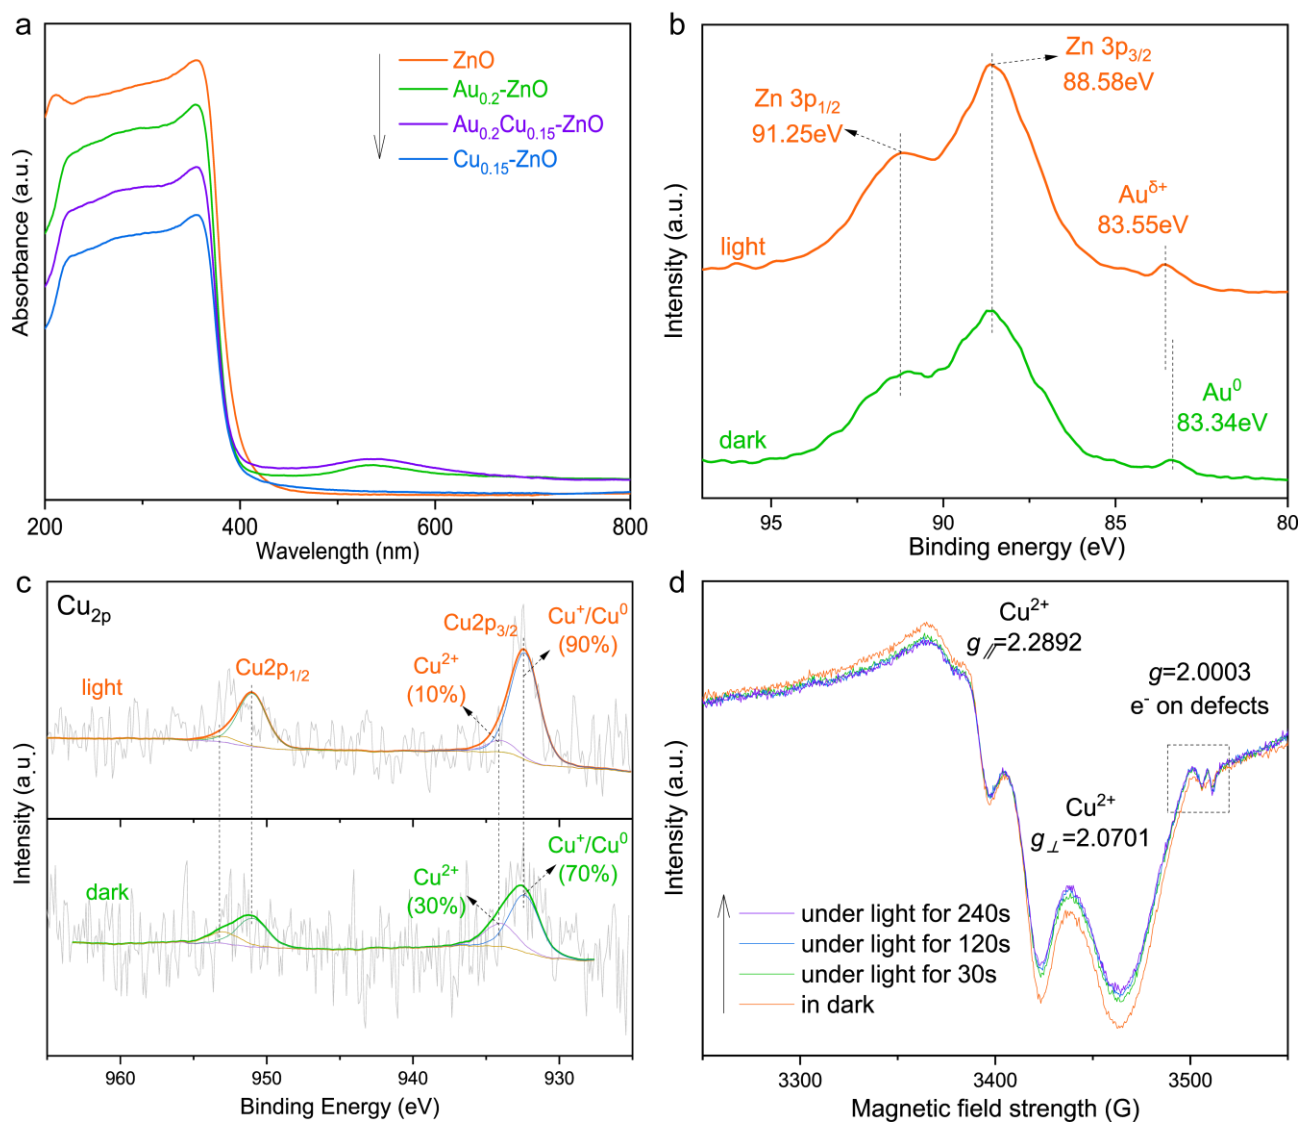 a
ZnO
Au0.2-ZnO
Au0.2Cu0.15-ZnO
Cu0.15-ZnO
Absorbance (a.u.)
200
400
600
800
Wavelength (nm)
b
Zn 3p3/2
88.58eV
Zn 3p1/2
91.25eV
Auδ+
83.55eV
light
Au0
83.34eV
dark
Intensity (a.u.)
95
90
85
80
Binding energy (eV)
c
Cu2p
Cu+/Cu0
(90%)
Cu2p3/2
Cu2+
(10%)
Cu2p1/2
light
Cu+/Cu0
(70%)
Cu2+
(30%)
dark
Intensity (a.u.)
960
950
940
930
Binding Energy (eV)
d
Cu2+
g∥=2.2892
g=2.0003
e- on defects
Cu2+
g⊥=2.0701
under light for 240s
under light for 120s
under light for 30s
in dark
Intensity (a.u.)
3300
3400
3500
Magnetic field strength (G)